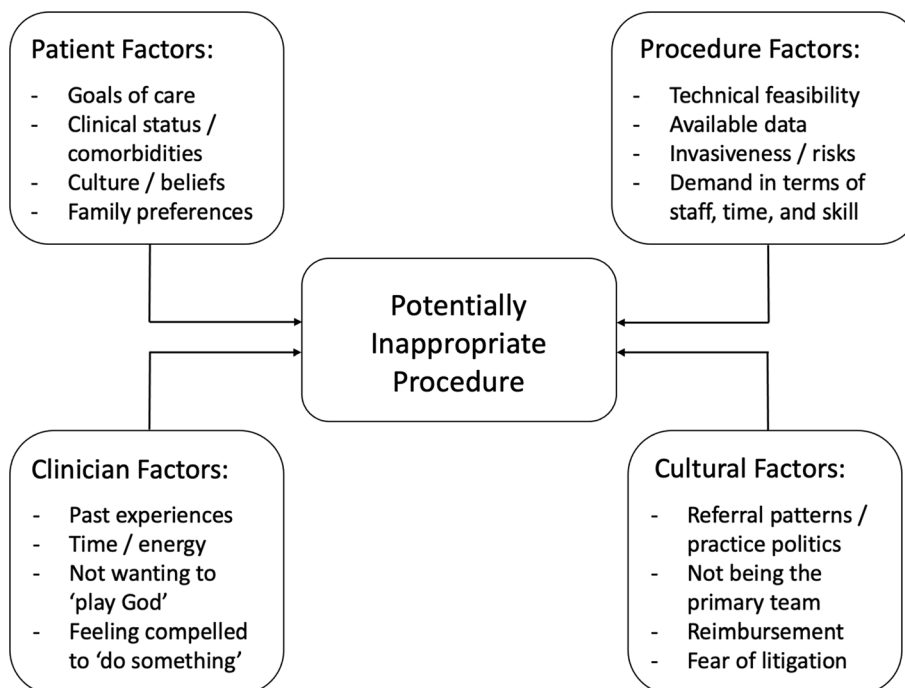 Patient Factors:
- Goals of care
- Clinical status /
comorbidities
- Culture / beliefs
- Family preferences
Procedure Factors:
- Technical feasibility
- Available data
- Invasiveness / risks
- Demand in terms of
staff, time, and skill
Potentially
Inappropriate
Procedure
Clinician Factors:
- Past experiences
- Time / energy
- Not wanting to
‘play God’
- Feeling compelled
to ‘do something’
Cultural Factors:
- Referral patterns /
practice politics
- Not being the
primary team
- Reimbursement
- Fear of litigation